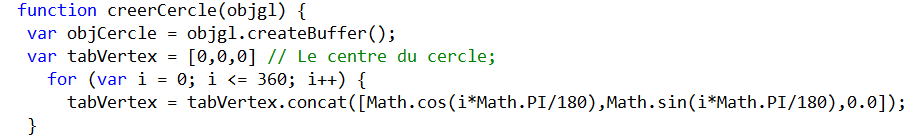 function creerCercle(objgl) {
var objCercle = objgl.createBuffer();
var tabVertex = [0,0,0] // Le centre du cercle;
for (var i = 0; i <= 360; i++) {
tabVertex = tabVertex.concat([Math.cos(i*Math.PI/180),Math.sin(i*Math.PI/180),0.0]);
}